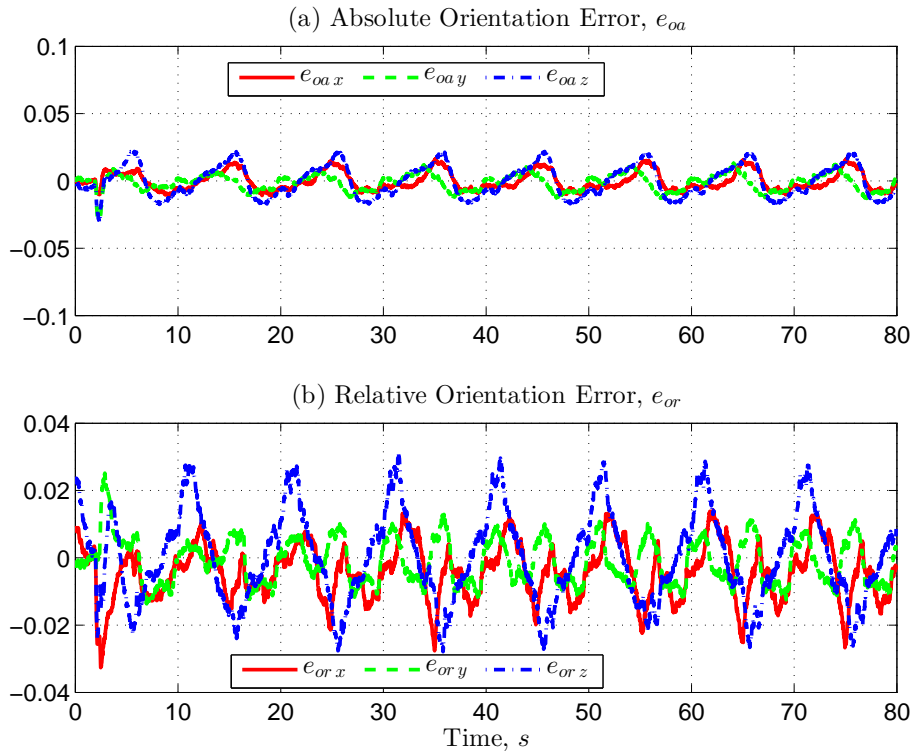 (a) Absolute Orientation Error, e_oa
0.1
0.05
0
−0.05
−0.1
e_oa x e_oa y e_oa z
0 10 20 30 40 50 60 70 80
(b) Relative Orientation Error, e_or
0.04
0.02
0
−0.02
−0.04
e_or x e_or y e_or z
0 10 20 30 40 50 60 70 80
Time, s